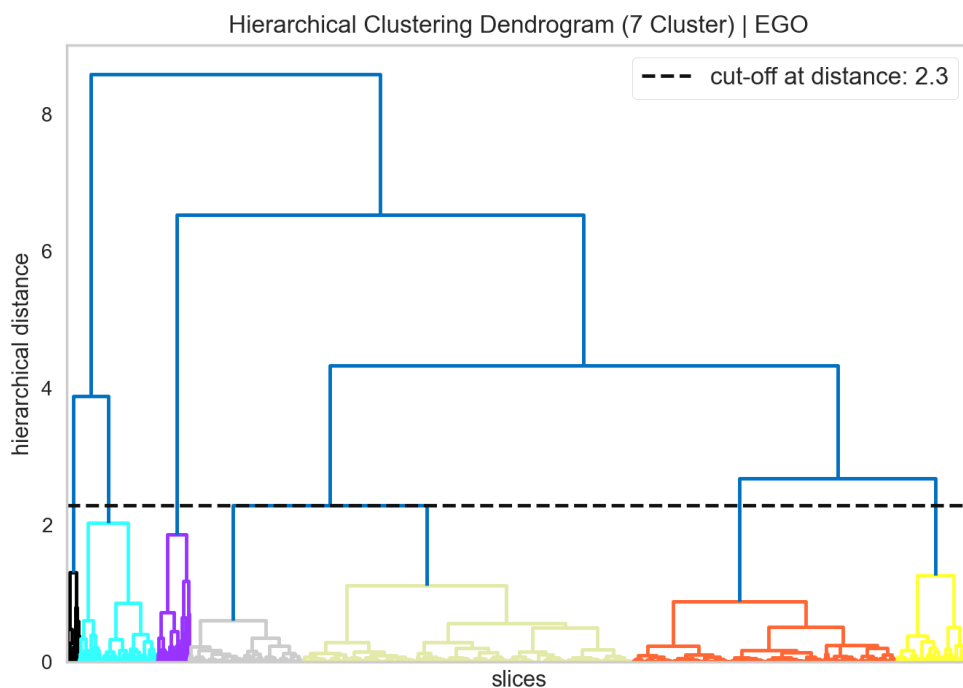 Hierarchical Clustering Dendrogram (7 Cluster) | EGO
cut-off at distance: 2.3
8
6
4
2
0
hierarchical distance
slices